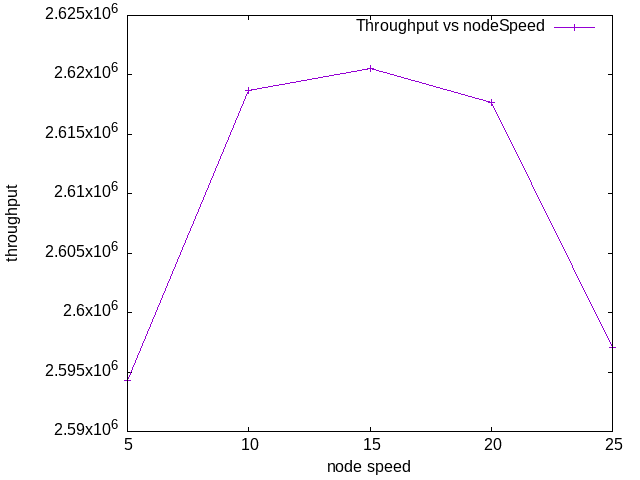 2.625x10⁶
Throughput vs nodeSpeed
2.62x10⁶
2.615x10⁶
2.61x10⁶
2.605x10⁶
2.6x10⁶
2.595x10⁶
2.59x10⁶
throughput
5 10 15 20 25
node speed